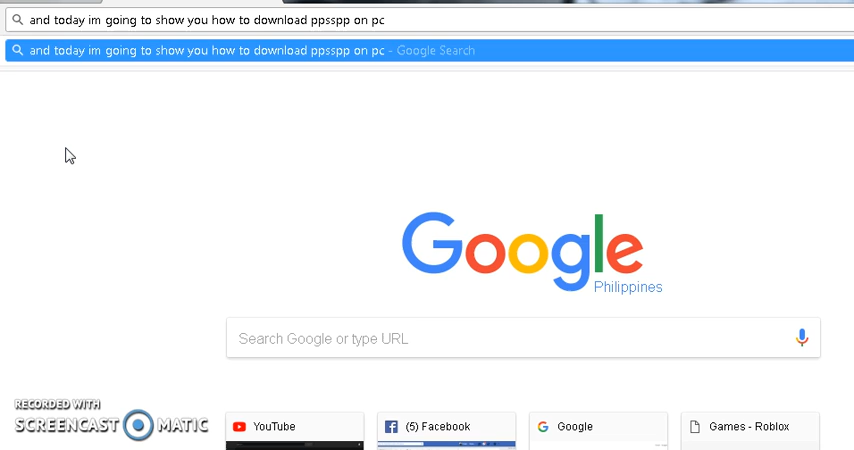 and today im going to show you how to download ppsspp on pc
and today im going to show you how to download ppsspp on pc - Google Search
Google
Philippines
Search Google or type URL
RECORDED WITH
SCREENCAST MATIC
YouTube
(5) Facebook
Google
Games - Roblox